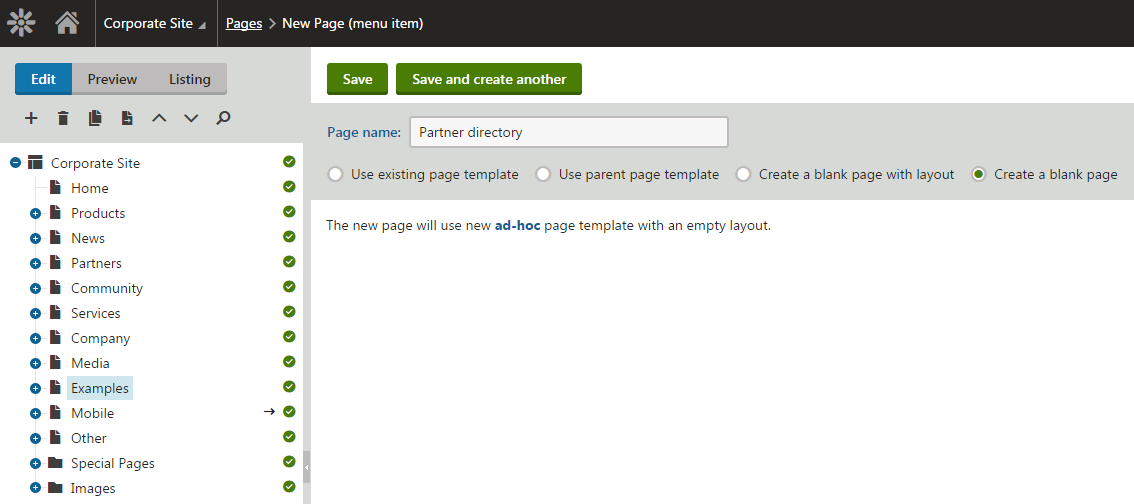 Corporate Site Pages > New Page (menu item)
Edit Preview Listing
Save Save and create another
Page name: Partner directory
Use existing page template Use parent page template Create a blank page with layout Create a blank page
The new page will use new ad-hoc page template with an empty layout.
Corporate Site
Home
Products
News
Partners
Community
Services
Company
Media
Examples
Mobile
Other
Special Pages
Images